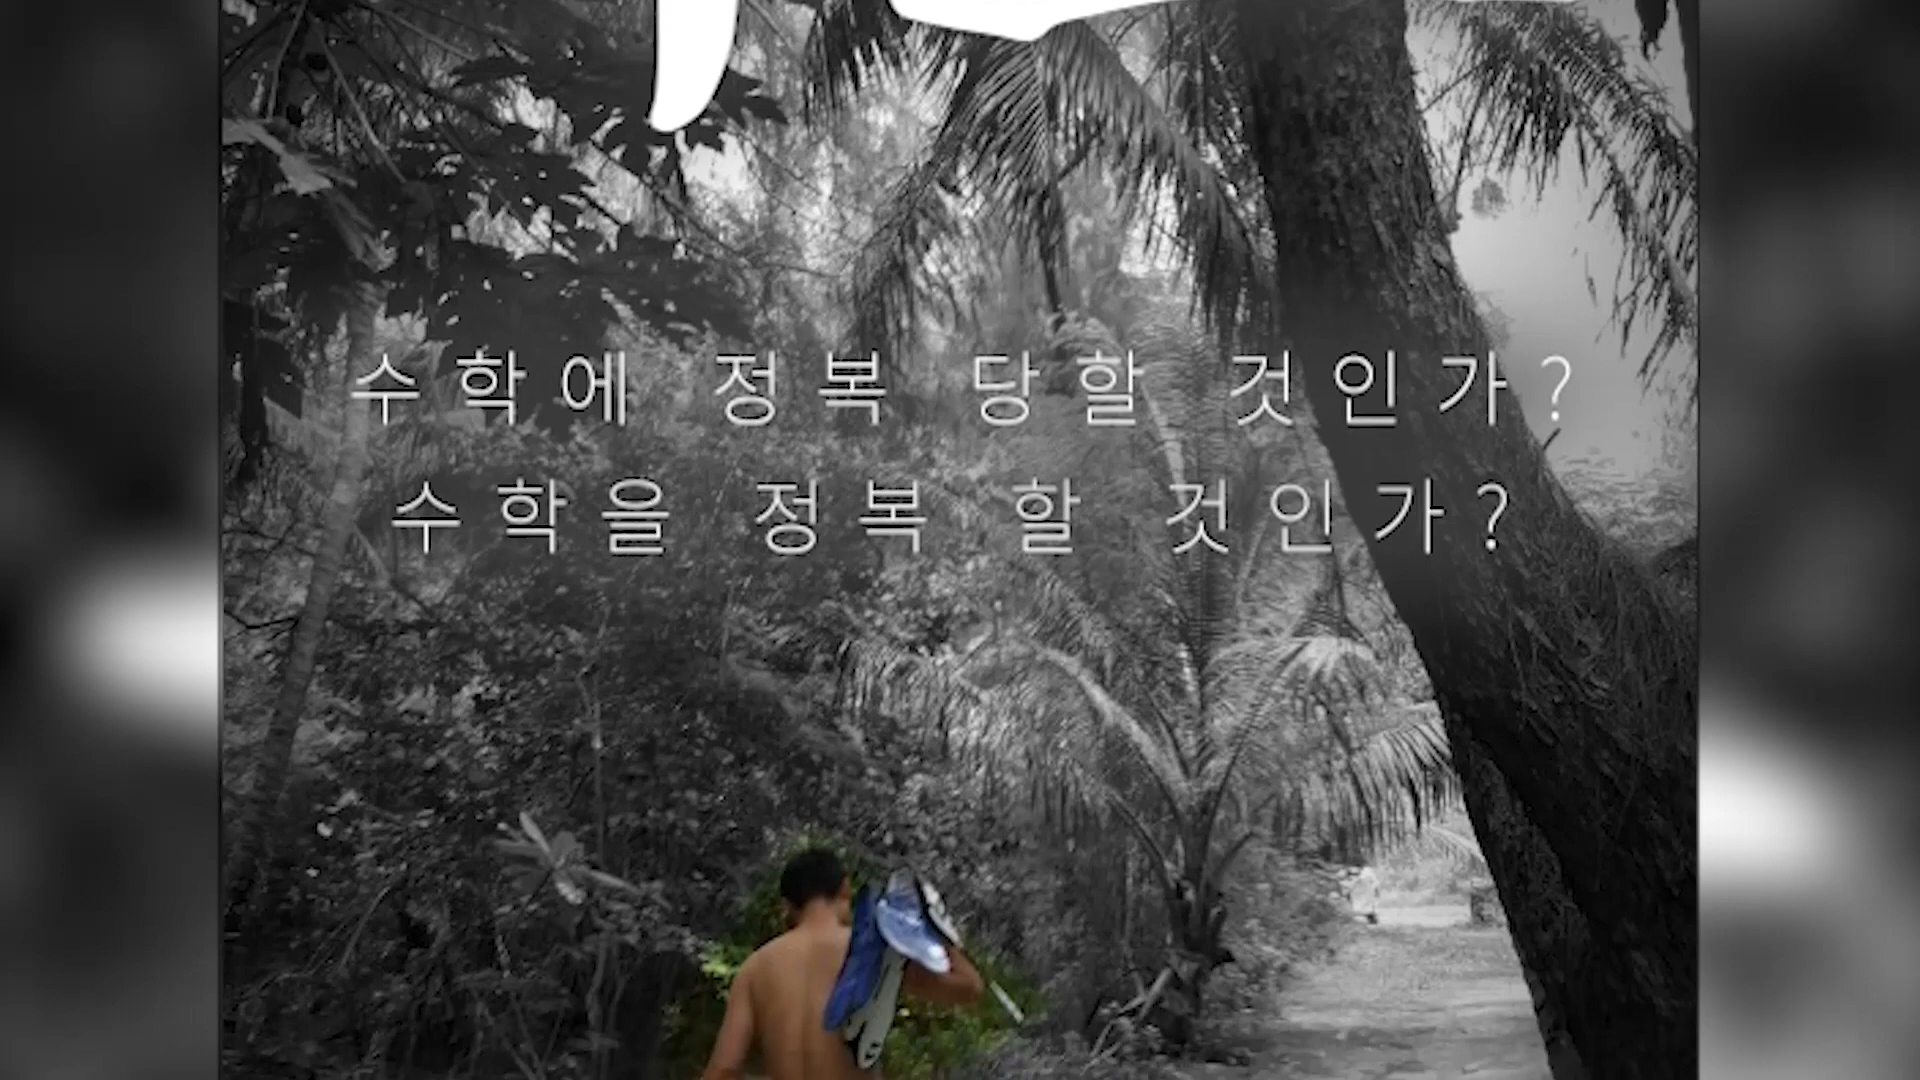 수학에 정복 당할 것인가?
수학을 정복 할 것인가?